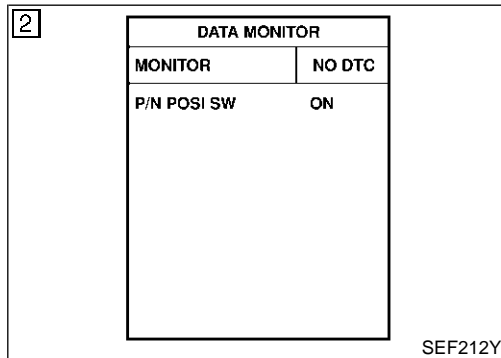 2
DATA MONITOR
MONITOR NO DTC
P/N POSI SW ON
SEF212Y